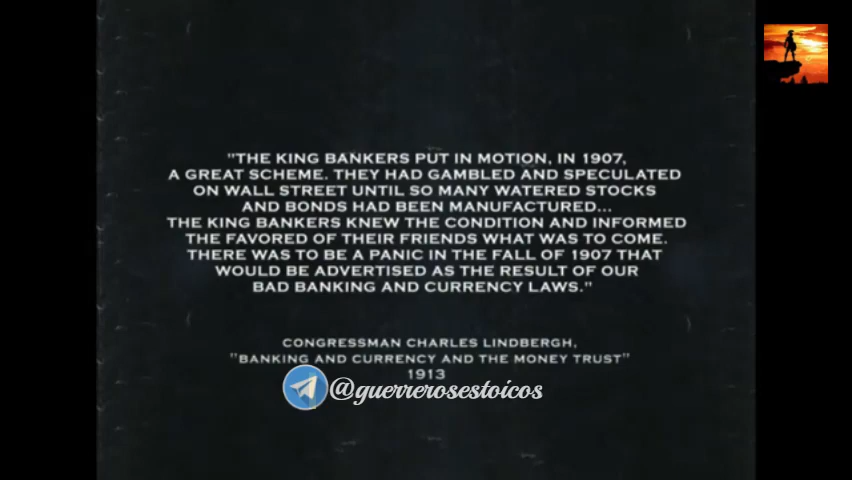 "THE KING BANKERS PUT IN MOTION, IN 1907,
A GREAT SCHEME. THEY HAD GAMBLED AND SPECULATED
ON WALL STREET UNTIL SO MANY WATERED STOCKS
AND BONDS HAD BEEN MANUFACTURED...
THE KING BANKERS KNEW THE CONDITION AND INFORMED
THE FAVORED OF THEIR FRIENDS WHAT WAS TO COME.
THERE WAS TO BE A PANIC IN THE FALL OF 1907 THAT
WOULD BE ADVERTISED AS THE RESULT OF OUR
BAD BANKING AND CURRENCY LAWS."
CONGRESSMAN CHARLES LINDBERGH,
"BANKING AND CURRENCY AND THE MONEY TRUST"
1913
@guerrerosestoicos